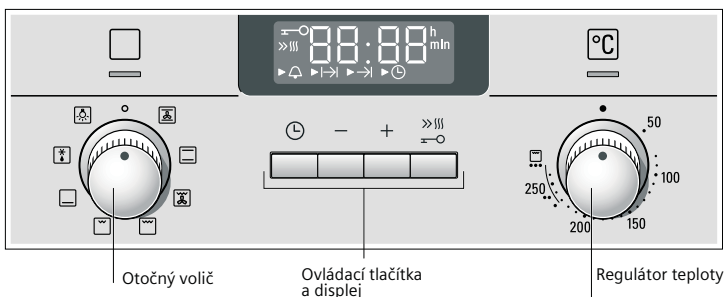 88:88 h min
°C
50
100
150
200
250
− +
Otočný volič
Ovládací tlačítka
a displej
Regulátor teploty